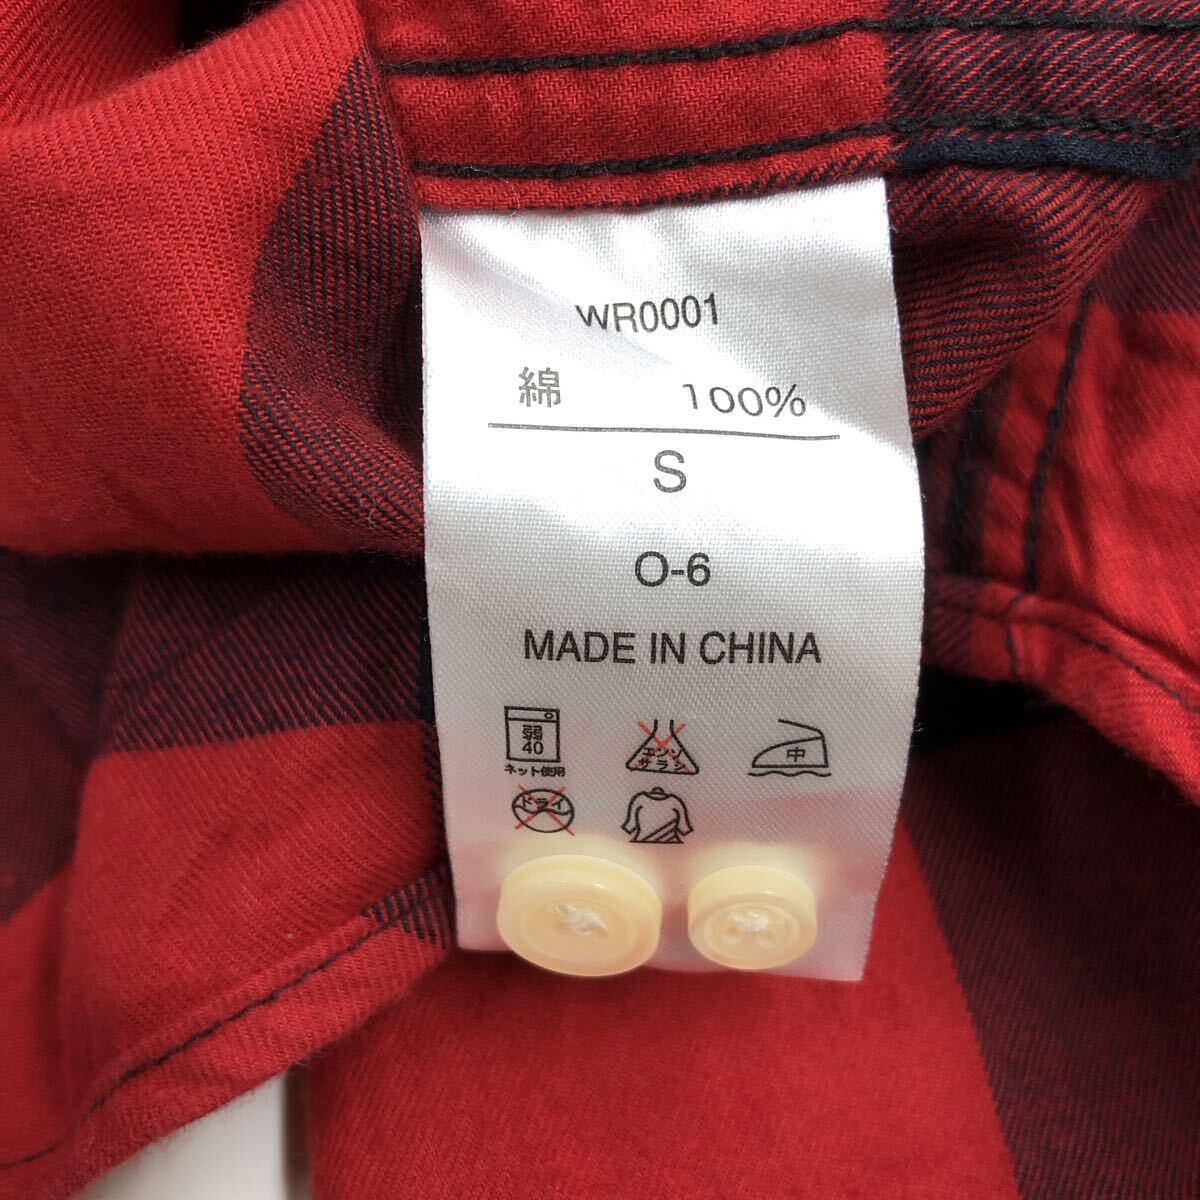 WR0001
綿 100%
S
O-6
MADE IN CHINA
弱
40
ネット使用
エンソ
サラシ
中
ドライ